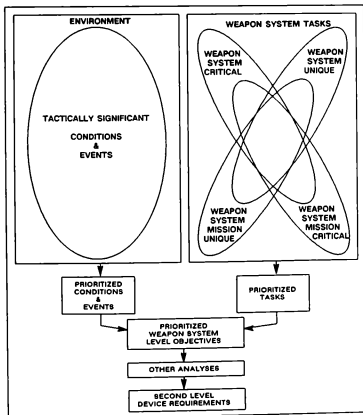 ENVIRONMENT
TACTICALLY SIGNIFICANT
CONDITIONS
&
EVENTS
WEAPON SYSTEM TASKS
WEAPON
SYSTEM
CRITICAL
WEAPON
SYSTEM
UNIQUE
WEAPON
SYSTEM
MISSION
UNIQUE
WEAPON
SYSTEM
MISSION
CRITICAL
PRIORITIZED
CONDITIONS
&
EVENTS
PRIORITIZED
TASKS
PRIORITIZED
WEAPON SYSTEM
LEVEL OBJECTIVES
OTHER ANALYSES
SECOND LEVEL
DEVICE REQUIREMENTS